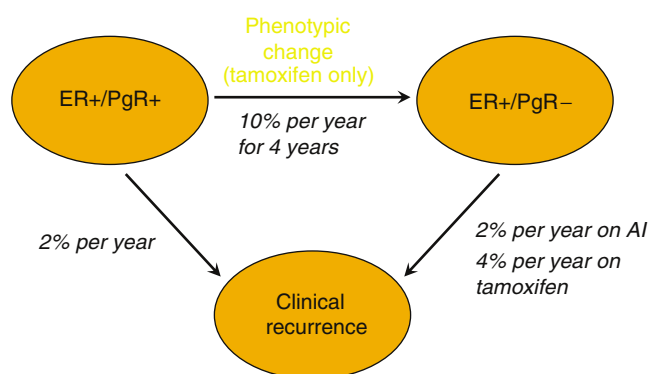 Phenotypic
change
(tamoxifen only)
ER+/PgR+
ER+/PgR−
10% per year
for 4 years
2% per year
2% per year on AI
4% per year on
tamoxifen
Clinical
recurrence